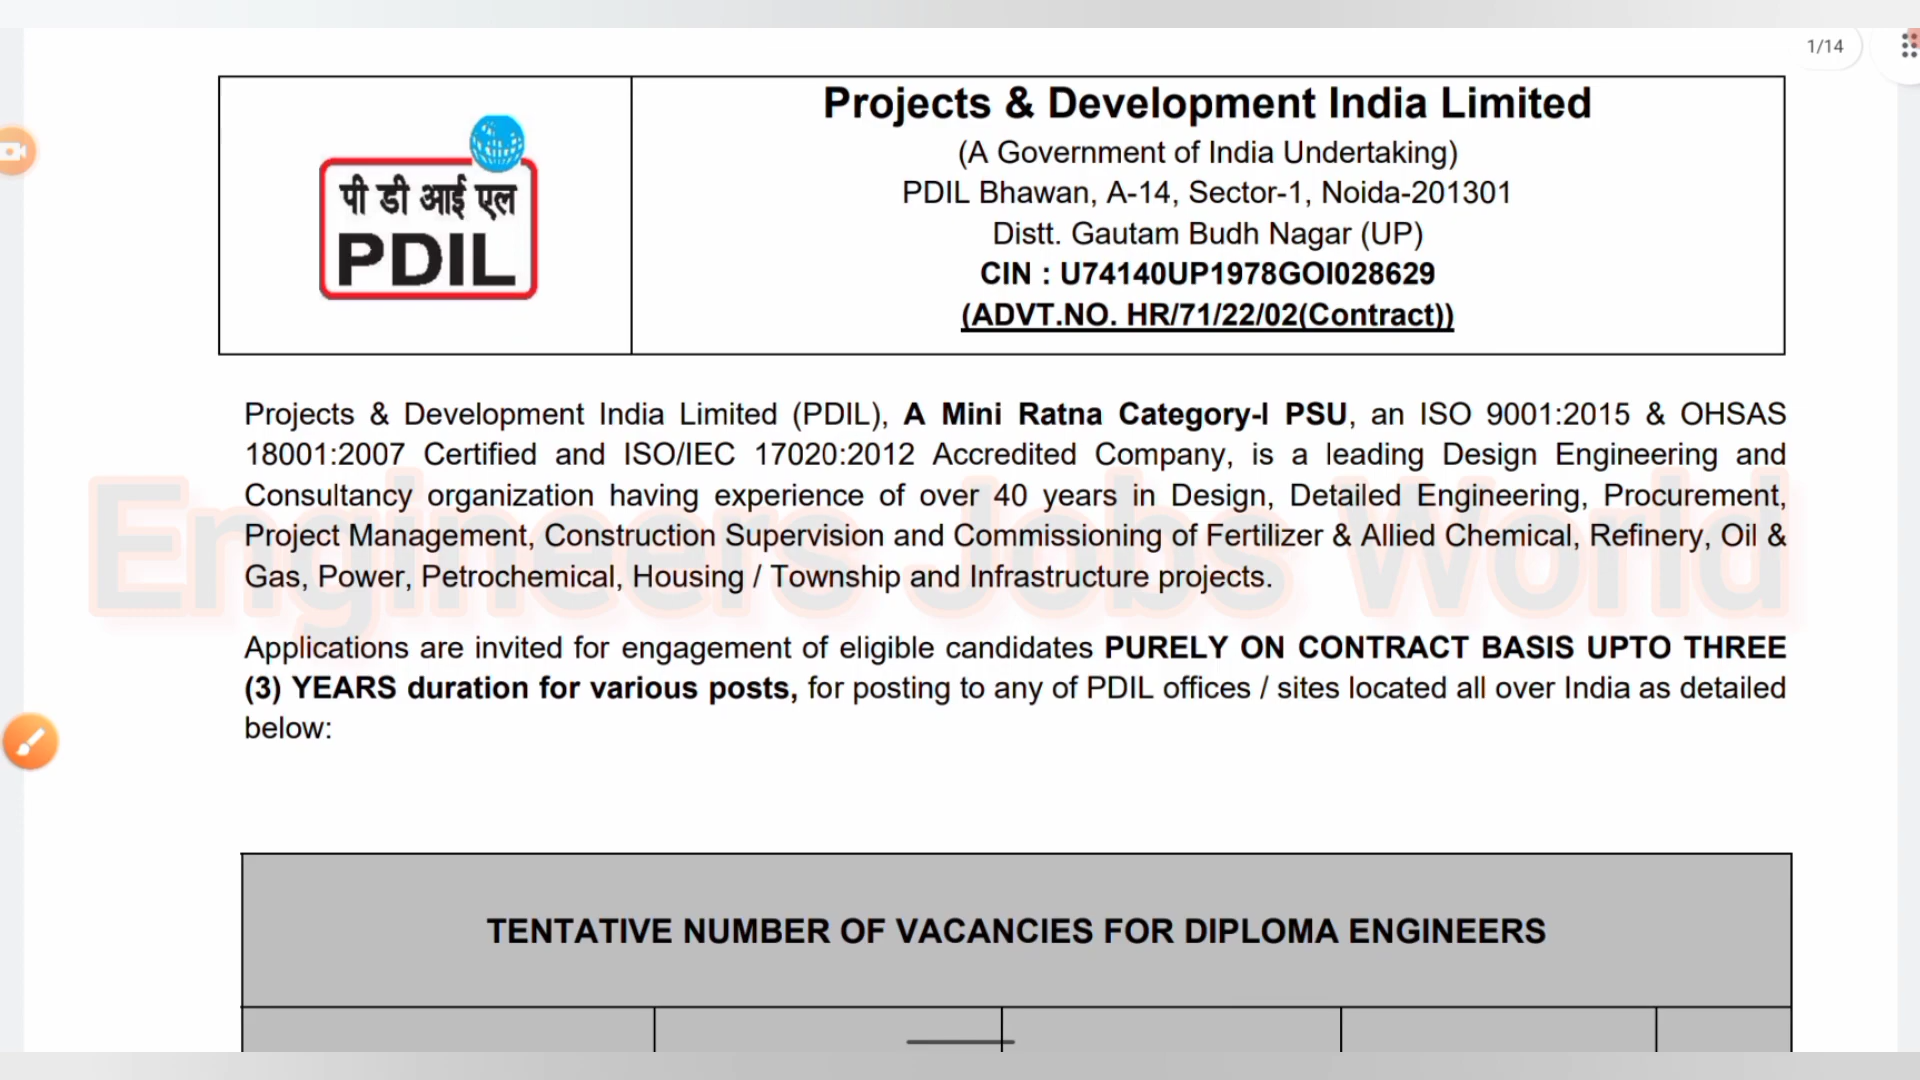 1/14
पी डी आई एल
PDIL
Projects & Development India Limited
(A Government of India Undertaking)
PDIL Bhawan, A-14, Sector-1, Noida-201301
Distt. Gautam Budh Nagar (UP)
CIN : U74140UP1978GOI028629
(ADVT.NO. HR/71/22/02(Contract))
Projects & Development India Limited (PDIL), A Mini Ratna Category-I PSU, an ISO 9001:2015 & OHSAS
18001:2007 Certified and ISO/IEC 17020:2012 Accredited Company, is a leading Design Engineering and
Consultancy organization having experience of over 40 years in Design, Detailed Engineering, Procurement,
Project Management, Construction Supervision and Commissioning of Fertilizer & Allied Chemical, Refinery, Oil &
Gas, Power, Petrochemical, Housing / Township and Infrastructure projects.
Engineers Jobs World
Applications are invited for engagement of eligible candidates PURELY ON CONTRACT BASIS UPTO THREE
(3) YEARS duration for various posts, for posting to any of PDIL offices / sites located all over India as detailed
below:
TENTATIVE NUMBER OF VACANCIES FOR DIPLOMA ENGINEERS